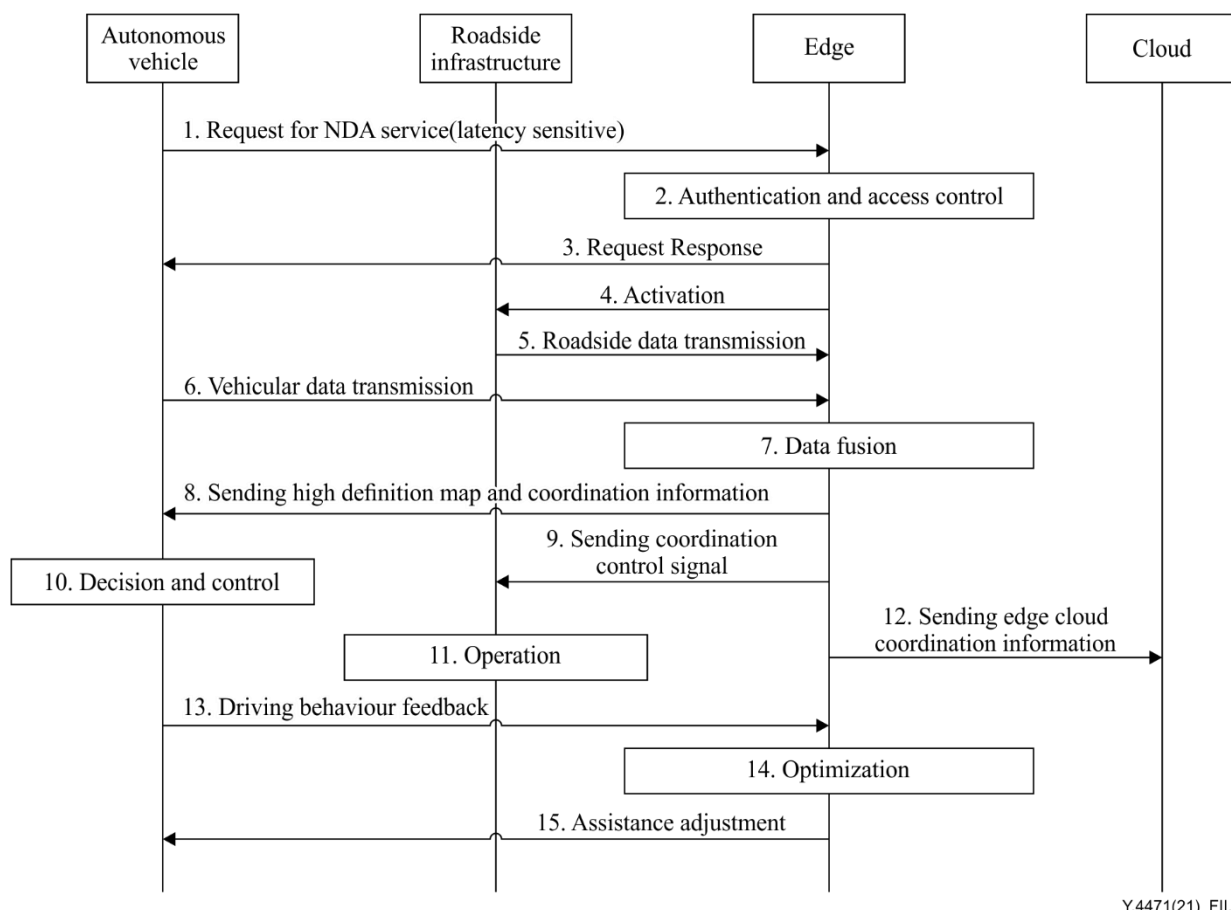 Autonomous
vehicle
Roadside
infrastructure
Edge
Cloud
1. Request for NDA service(latency sensitive)
2. Authentication and access control
3. Request Response
4. Activation
5. Roadside data transmission
6. Vehicular data transmission
7. Data fusion
8. Sending high definition map and coordination information
9. Sending coordination
control signal
10. Decision and control
11. Operation
12. Sending edge cloud
coordination information
13. Driving behaviour feedback
14. Optimization
15. Assistance adjustment